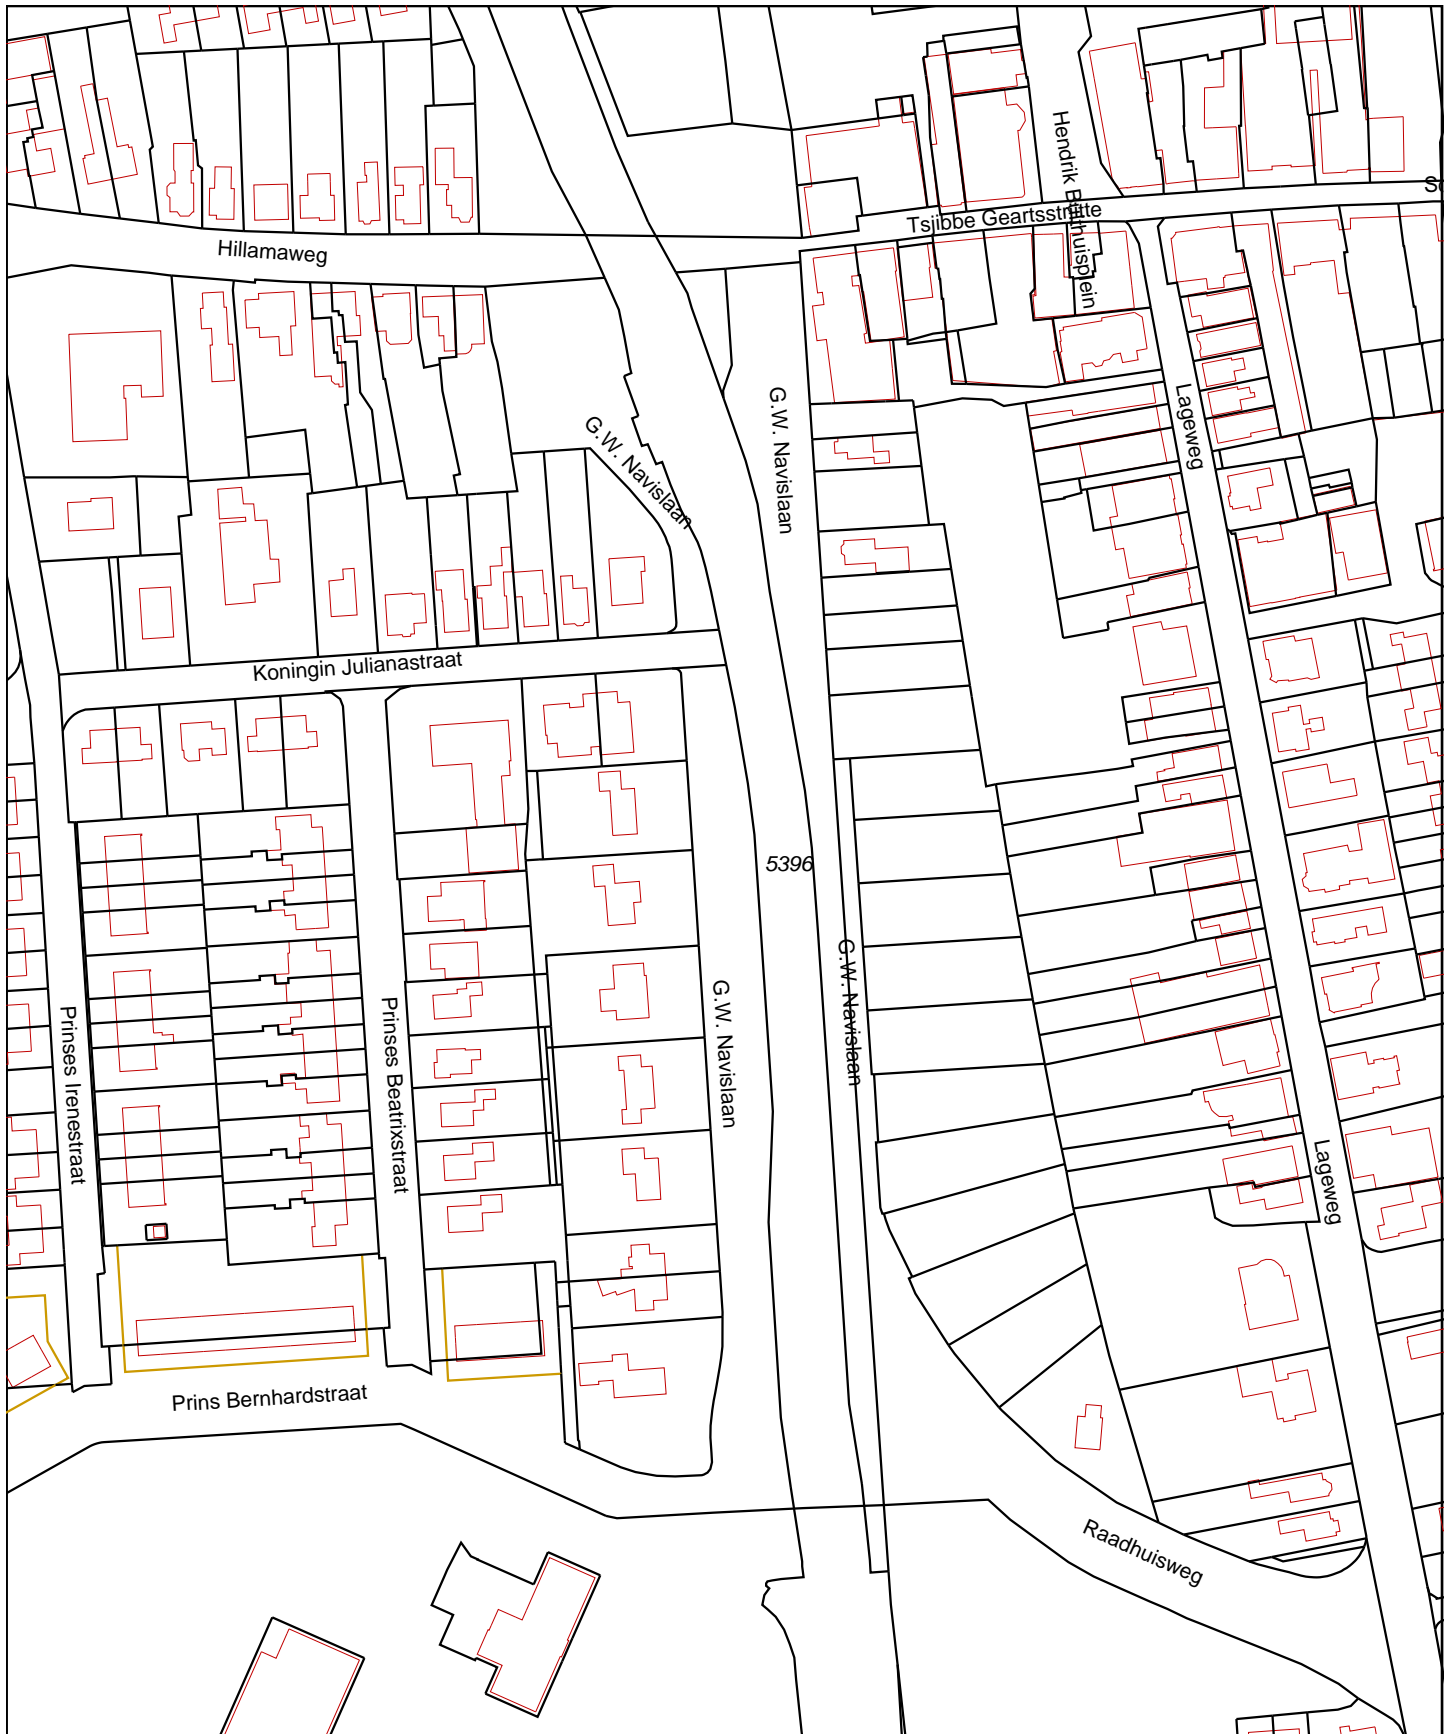 Hendrik Bulthuisplein
Tsjibbe Geartsstritte
Hillamaweg
G.W. Navislaan
G.W. Navislaan
Lageweg
Koningin Julianastraat
5396
G.W. Navislaan
G.W. Navislaan
Prinses Irenestraat
Prinses Beatrixstraat
Lageweg
Prins Bernhardstraat
Raadhuisweg